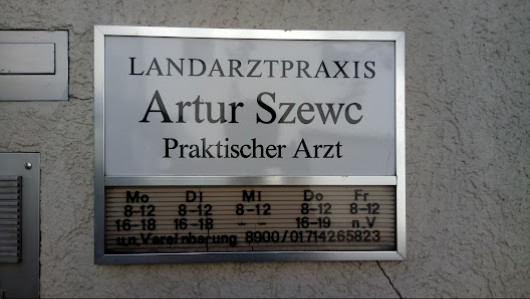 LANDARZTPRAXIS
Artur Szewc
Praktischer Arzt
Mo Di Mi Do Fr
8-12 8-12 8-12 8-12 8-12
16-18 16-18 - - 16-19 n.V
u.n.Vereinbarung 8900/01714265823